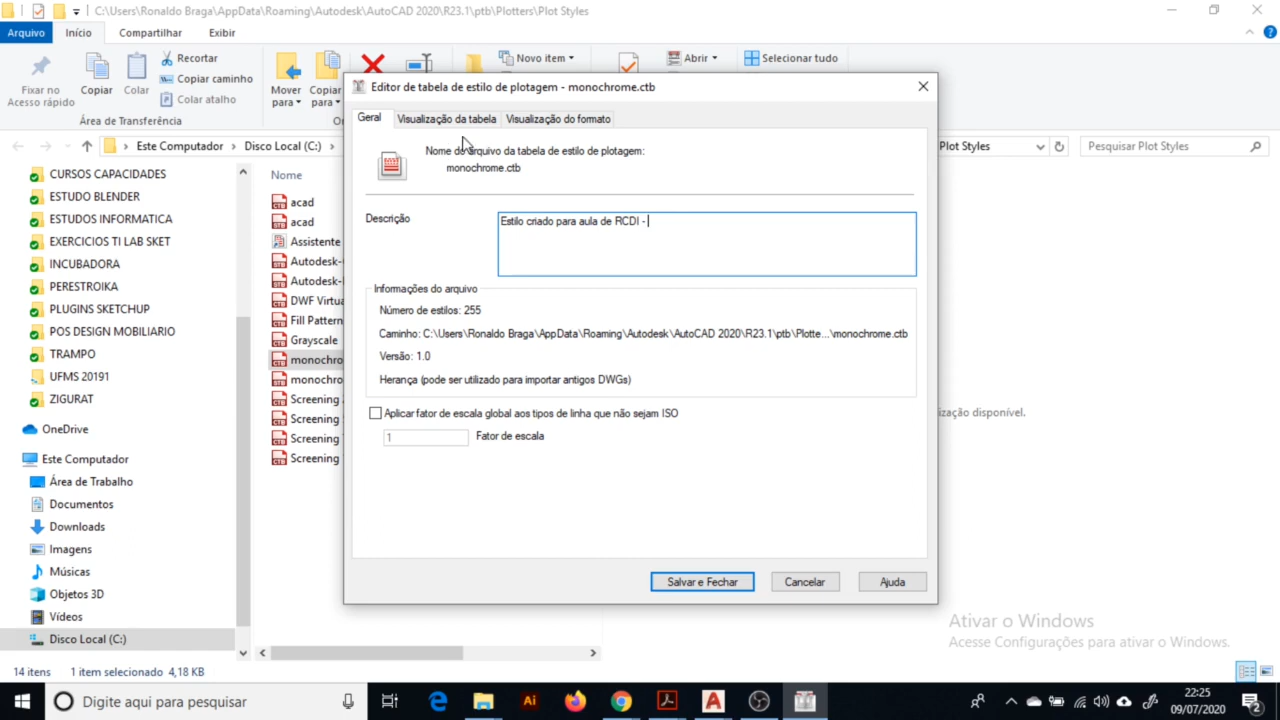 C:\Users\Ronaldo Braga\AppData\Roaming\Autodesk\AutoCAD 2020\R23.1\ptb\Plotters\Plot Styles
Arquivo Início Compartilhar Exibir
Fixar no Acesso rápido
Copiar
Colar
Recortar
Copiar caminho
Colar atalho
Área de Transferência
Mover para
Copiar para
Novo item
Abrir
Selecionar tudo
Este Computador Disco Local (C:)
Plot Styles
Pesquisar Plot Styles
CURSOS CAPACIDADES
ESTUDO BLENDER
ESTUDOS INFORMATICA
EXERCICIOS TI LAB SKET
INCUBADORA
PERESTROIKA
PLUGINS SKETCHUP
POS DESIGN MOBILIARIO
TRAMPO
UFMS 20191
ZIGURAT
OneDrive
Este Computador
Área de Trabalho
Documentos
Downloads
Imagens
Músicas
Objetos 3D
Vídeos
Disco Local (C:)
Nome
acad
acad
Assistente
Autodesk-
Autodesk-
DWF Virtua
Fill Pattern
Grayscale
monochro
monochro
Screening
Screening
Screening
Screening
Editor de tabela de estilo de plotagem - monochrome.ctb
Geral Visualização da tabela Visualização do formato
Nome do arquivo da tabela de estilo de plotagem:
monochrome.ctb
Descrição
Estilo criado para aula de RCDI -
Informações do arquivo
Número de estilos: 255
Caminho: C:\Users\Ronaldo Braga\AppData\Roaming\Autodesk\AutoCAD 2020\R23.1\ptb\Plotte...\monochrome.ctb
Versão: 1.0
Herança (pode ser utilizado para importar antigos DWGs)
Aplicar fator de escala global aos tipos de linha que não sejam ISO
1 Fator de escala
Salvar e Fechar Cancelar Ajuda
ização disponível.
Ativar o Windows
Acesse Configurações para ativar o Windows.
14 itens 1 item selecionado 4,18 KB
Digite aqui para pesquisar
22:25
09/07/2020
2